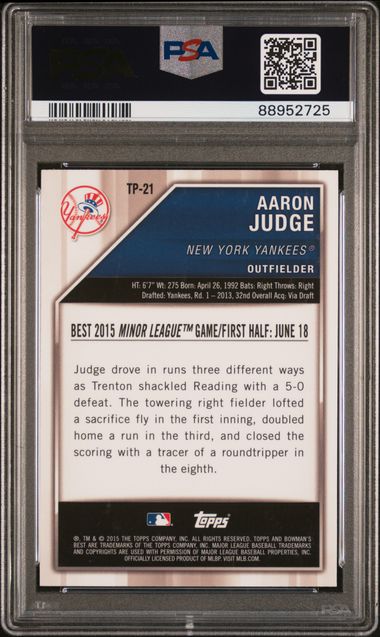 PSA
PSA
88952725
Yankees
TP-21
AARON
JUDGE
NEW YORK YANKEES®
OUTFIELDER
HT: 6'7" Wt: 275 Born: April 26, 1992 Bats: Right Throws: Right
Drafted: Yankees, Rd. 1 – 2013, 32nd Overall Acq: Via Draft
BEST 2015 MINOR LEAGUE™ GAME/FIRST HALF: JUNE 18
Judge drove in runs three different ways
as Trenton shackled Reading with a 5-0
defeat. The towering right fielder lofted
a sacrifice fly in the first inning, doubled
home a run in the third, and closed the
scoring with a tracer of a roundtripper in
the eighth.
Topps
®, TM & © 2015 THE TOPPS COMPANY, INC. ALL RIGHTS RESERVED. TOPPS AND BOWMAN'S
BEST ARE TRADEMARKS OF THE TOPPS COMPANY, INC. MAJOR LEAGUE BASEBALL TRADEMARKS
AND COPYRIGHTS ARE USED WITH PERMISSION OF MAJOR LEAGUE BASEBALL PROPERTIES, INC.
OFFICIALLY LICENSED PRODUCT OF MLBP. VISIT MLB.COM.